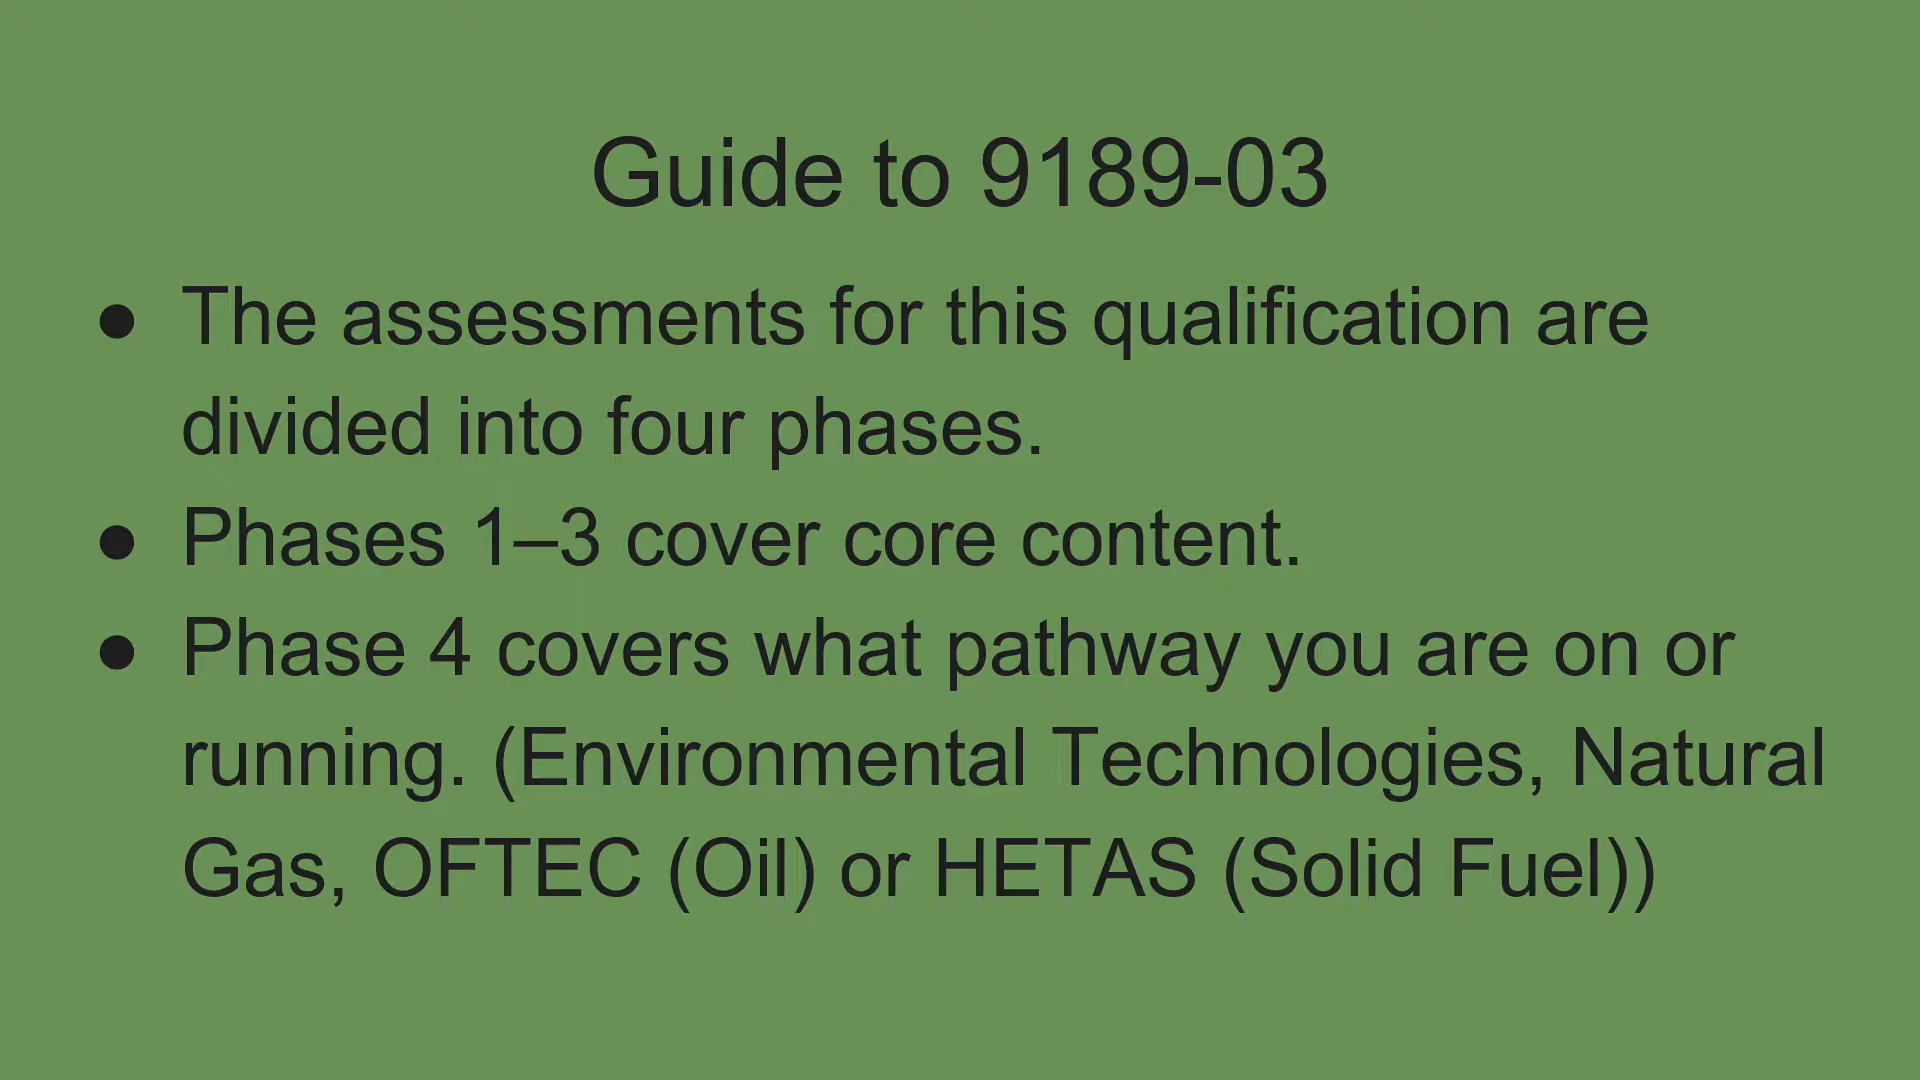 Guide to 9189-03
● The assessments for this qualification are
divided into four phases.
● Phases 1–3 cover core content.
● Phase 4 covers what pathway you are on or
running. (Environmental Technologies, Natural
Gas, OFTEC (Oil) or HETAS (Solid Fuel))